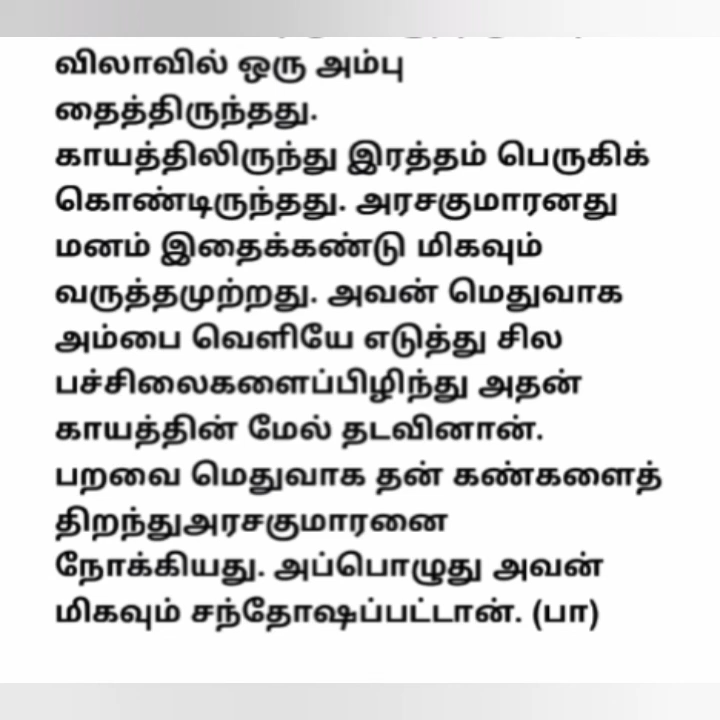 விலாவில் ஒரு அம்பு
தைத்திருந்தது.
காயத்திலிருந்து இரத்தம் பெருகிக்
கொண்டிருந்தது. அரசகுமாரனது
மனம் இதைக்கண்டு மிகவும்
வருத்தமுற்றது. அவன் மெதுவாக
அம்பை வெளியே எடுத்து சில
பச்சிலைகளைப்பிழிந்து அதன்
காயத்தின் மேல் தடவினான்.
பறவை மெதுவாக தன் கண்களைத்
திறந்துஅரசகுமாரனை
நோக்கியது. அப்பொழுது அவன்
மிகவும் சந்தோஷப்பட்டான். (பா)